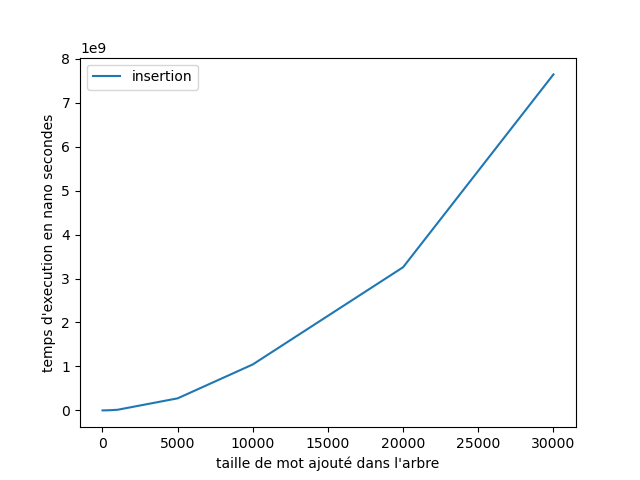 1e9
insertion
8
7
6
5
4
3
2
1
0
temps d'execution en nano secondes
0 5000 10000 15000 20000 25000 30000
taille de mot ajouté dans l'arbre